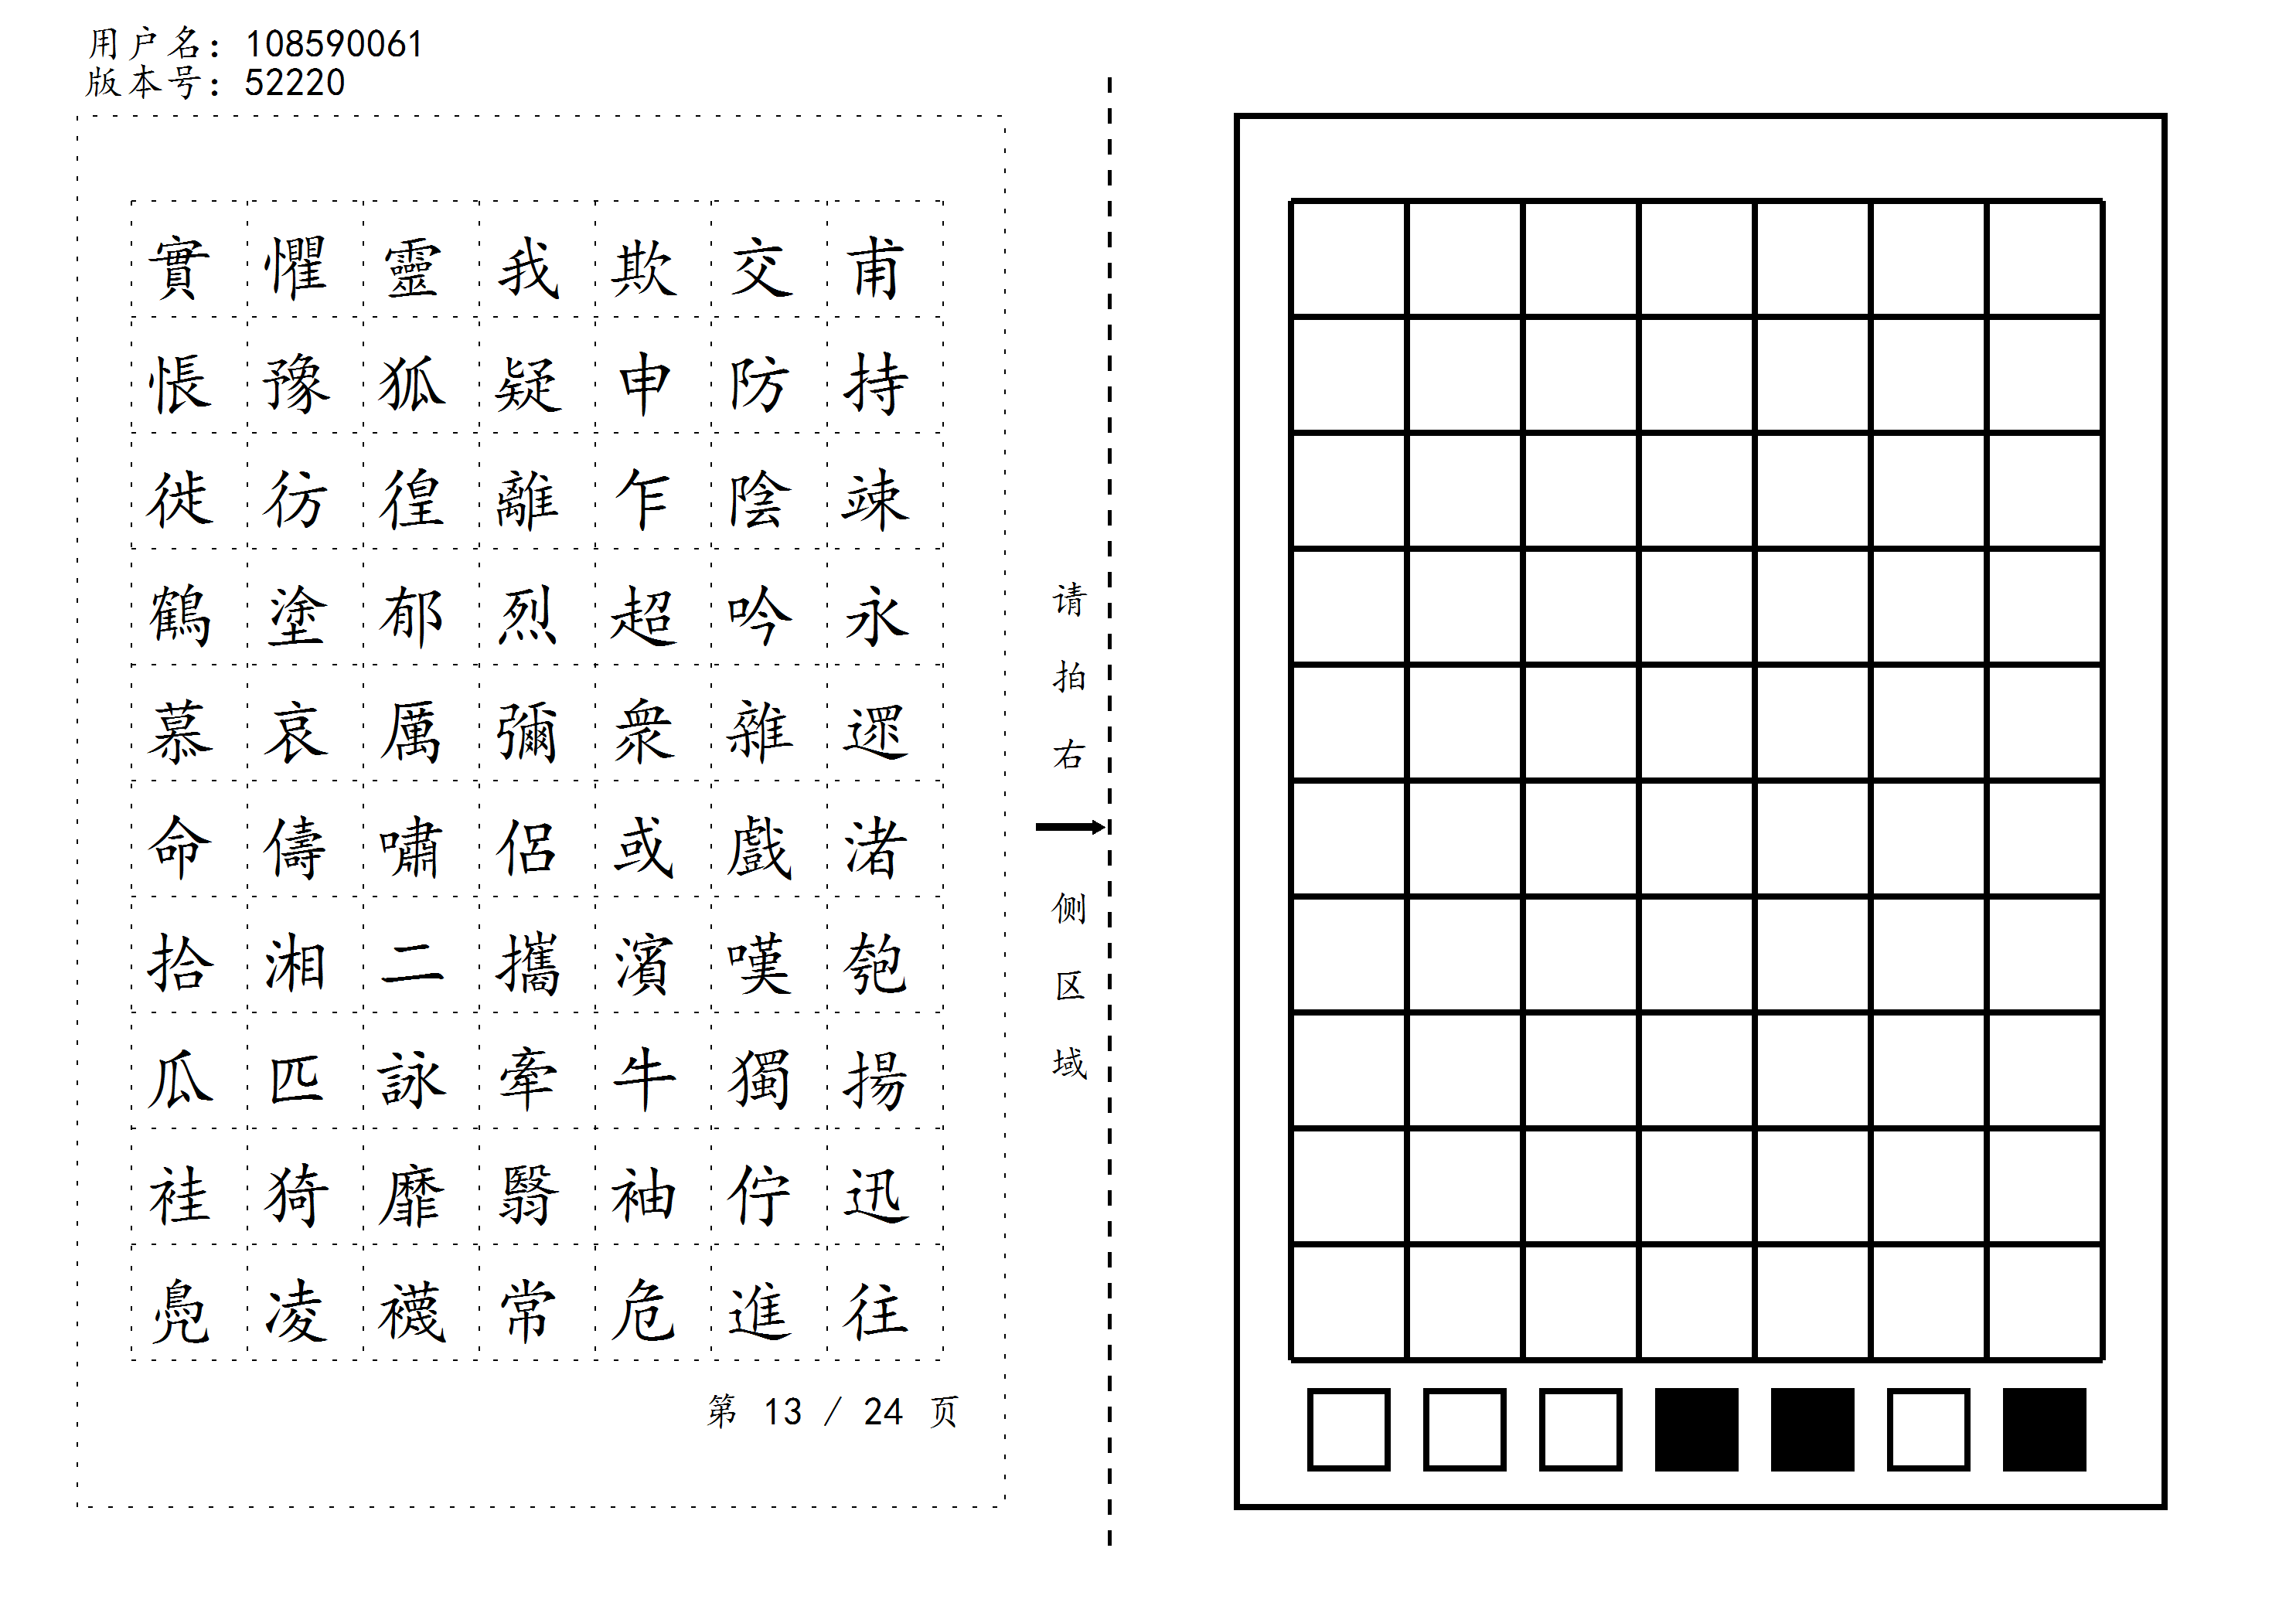 用户名: 108590061
版本号: 52220
實懼靈我欺交甫
悵豫狐疑申防持
徙彷徨離乍陰竦
鶴塗郁烈超吟永
慕哀厲彌衆雜遝
命儔嘯侶或戲渚
拾湘二攜濱嘆匏
瓜匹詠牽牛獨揚
袿猗靡翳袖佇迅
鳧凌襪常危進往
第 13 / 24 页
请拍右侧区域